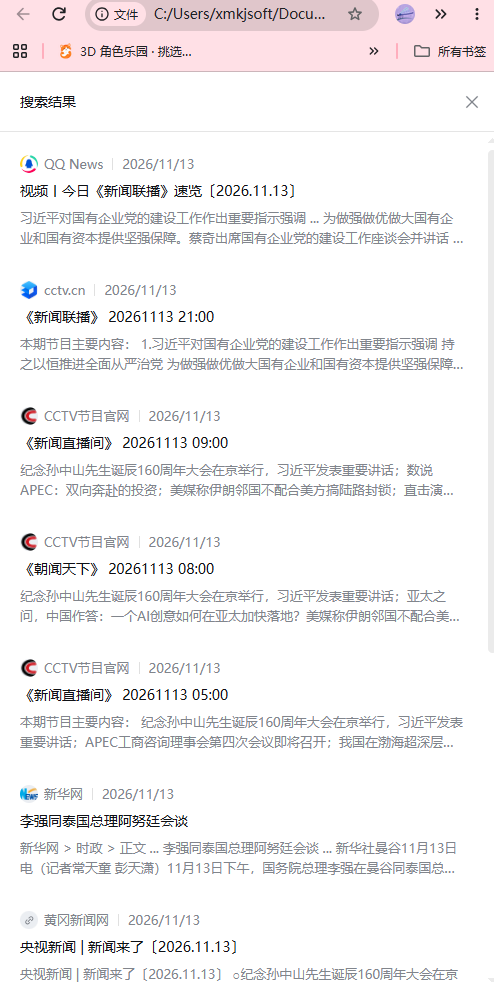 文件
C:/Users/xmkjsoft/Docu...
3D 角色乐园 · 挑选...
所有书签
搜索结果
QQ News
2026/11/13
视频丨今日《新闻联播》速览〔2026.11.13〕
习近平对国有企业党的建设工作作出重要指示强调 ... 为做强做优做大国有企
业和国有资本提供坚强保障。蔡奇出席国有企业党的建设工作座谈会并讲话 ...
cctv.cn
2026/11/13
《新闻联播》 20261113 21:00
本期节目主要内容： 1.习近平对国有企业党的建设工作作出重要指示强调 持
之以恒推进全面从严治党 为做强做优做大国有企业和国有资本提供坚强保障...
CCTV节目官网
2026/11/13
《新闻直播间》 20261113 09:00
纪念孙中山先生诞辰160周年大会在京举行，习近平发表重要讲话；数说
APEC：双向奔赴的投资；美媒称伊朗邻国不配合美方搞陆路封锁；直击演...
CCTV节目官网
2026/11/13
《朝闻天下》 20261113 08:00
纪念孙中山先生诞辰160周年大会在京举行，习近平发表重要讲话；亚太之
问，中国作答：一个AI创意如何在亚太加快落地？美媒称伊朗邻国不配合美...
CCTV节目官网
2026/11/13
《新闻直播间》 20261113 05:00
本期节目主要内容： 纪念孙中山先生诞辰160周年大会在京举行，习近平发表
重要讲话；APEC工商咨询理事会第四次会议即将召开；我国在渤海超深层...
新华网
2026/11/13
李强同泰国总理阿努廷会谈
新华网 > 时政 > 正文 ... 李强同泰国总理阿努廷会谈 ... 新华社曼谷11月13日
电（记者常天童 彭天潇）11月13日下午，国务院总理李强在曼谷同泰国总...
黄冈新闻网
2026/11/13
央视新闻 | 新闻来了〔2026.11.13〕
央视新闻 | 新闻来了〔2026.11.13〕 ○纪念孙中山先生诞辰160周年大会在京